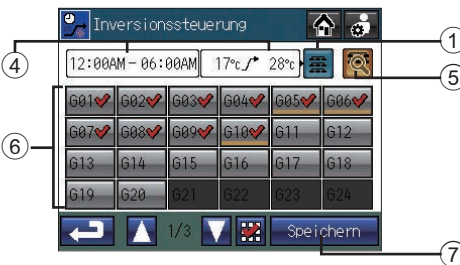 Inversionssteuerung
12:00AM – 06:00AM 17℃ 28℃
G01 G02 G03 G04 G05 G06
G07 G08 G09 G10 G11 G12
G13 G14 G15 G16 G17 G18
G19 G20 G21 G22 G23 G24
1/3 Speichern
1
4
5
6
7